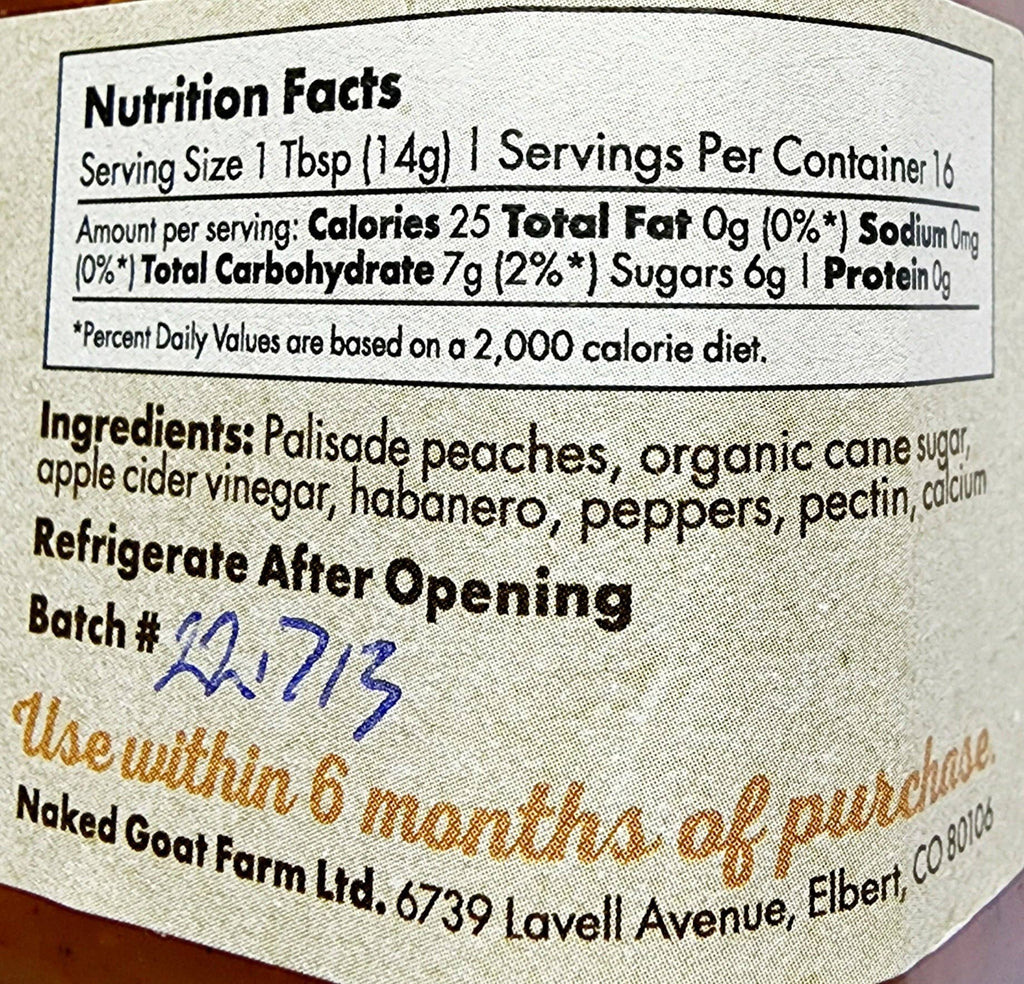 Nutrition Facts
Serving Size 1 Tbsp (14g) | Servings Per Container 16
Amount per serving: Calories 25 Total Fat 0g (0%*) Sodium 0mg
(0%*) Total Carbohydrate 7g (2%*) Sugars 6g | Protein 0g
*Percent Daily Values are based on a 2,000 calorie diet.
Ingredients: Palisade peaches, organic cane sugar,
apple cider vinegar, habanero, peppers, pectin, calcium
Refrigerate After Opening
Batch # 22.713
Use within 6 months of purchase.
Naked Goat Farm Ltd. 6739 Lavell Avenue, Elbert, CO 80106